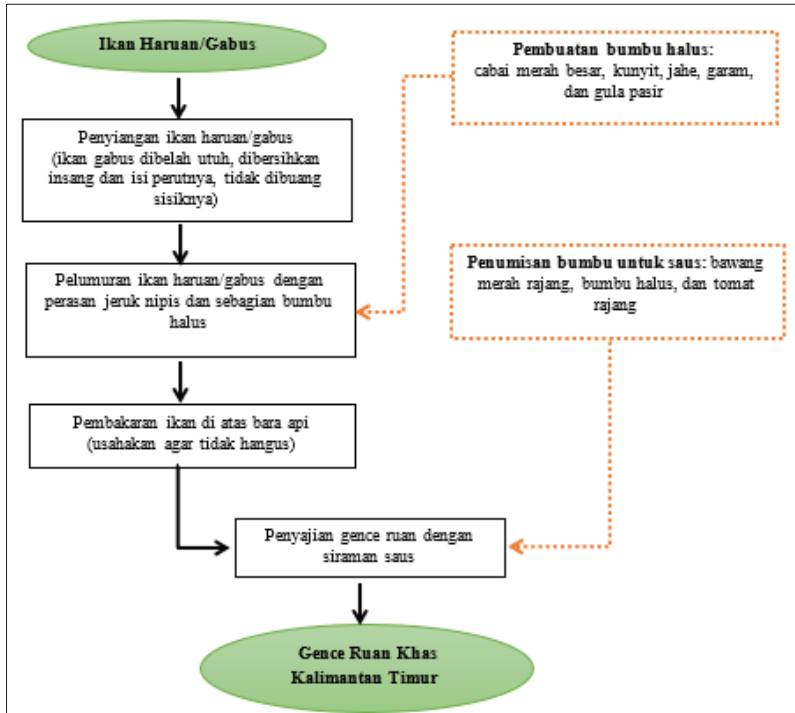 Ikan Haruan/Gabus
Pembuatan bumbu halus:
cabai merah besar, kunyit, jahe, garam,
dan gula pasir
Penyiangan ikan haruan/gabus
(ikan gabus dibelah utuh, dibersihkan
insang dan isi perutnya, tidak dibuang
sisiknya)
Pelumuran ikan haruan/gabus dengan
perasan jeruk nipis dan sebagian bumbu
halus
Penumisan bumbu untuk saus: bawang
merah rajang, bumbu halus, dan tomat
rajang
Pembakaran ikan di atas bara api
(usahakan agar tidak hangus)
Penyajian gence ruan dengan
siraman saus
Gence Ruan Khas
Kalimantan Timur